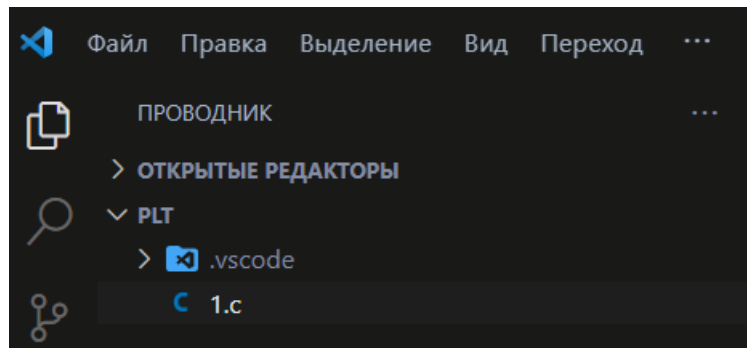 Файл Правка Выделение Вид Переход ...
ПРОВОДНИК ...
ОТКРЫТЫЕ РЕДАКТОРЫ
PLT
.vscode
C 1.c